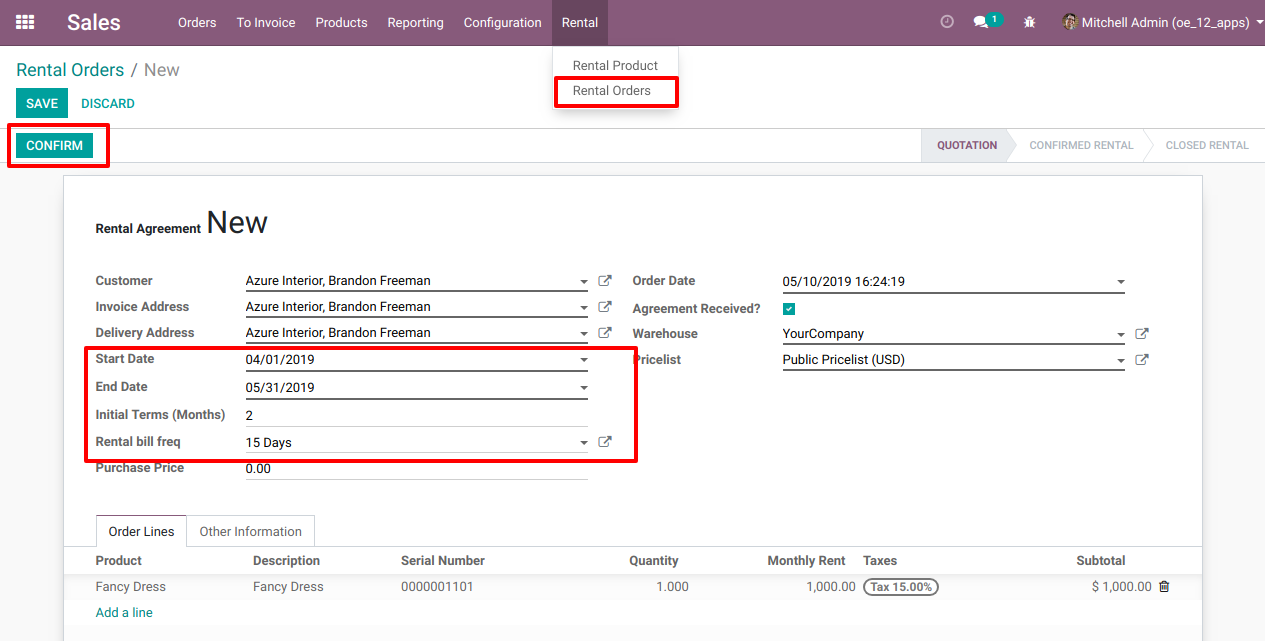 Sales Orders To Invoice Products Reporting Configuration Rental 1 Mitchell Admin (oe_12_apps)
Rental Product
Rental Orders
Rental Orders / New
SAVE DISCARD
CONFIRM QUOTATION CONFIRMED RENTAL CLOSED RENTAL
Rental Agreement New
Customer Azure Interior, Brandon Freeman Order Date 05/10/2019 16:24:19
Invoice Address Azure Interior, Brandon Freeman Agreement Received?
Delivery Address Azure Interior, Brandon Freeman Warehouse YourCompany
Start Date 04/01/2019 Pricelist Public Pricelist (USD)
End Date 05/31/2019
Initial Terms (Months) 2
Rental bill freq 15 Days
Purchase Price 0.00
Order Lines Other Information
Product Description Serial Number Quantity Monthly Rent Taxes Subtotal
Fancy Dress Fancy Dress 0000001101 1.000 1,000.00 Tax 15.00% $ 1,000.00
Add a line